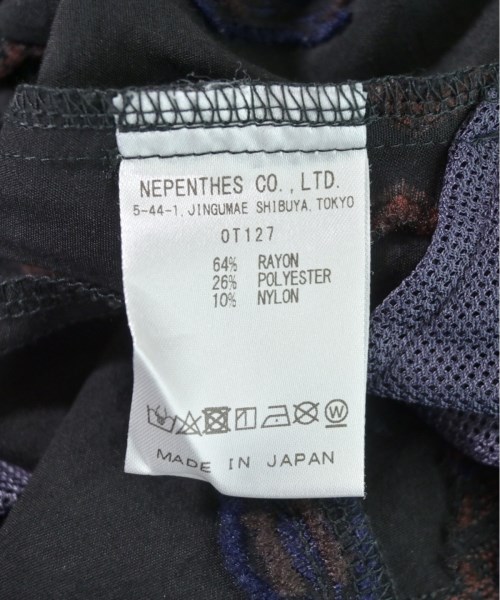 NEPENTHES CO., LTD.
5-44-1, JINGUMAE SHIBUYA, TOKYO
OT127
64% RAYON
26% POLYESTER
10% NYLON
W
MADE IN JAPAN